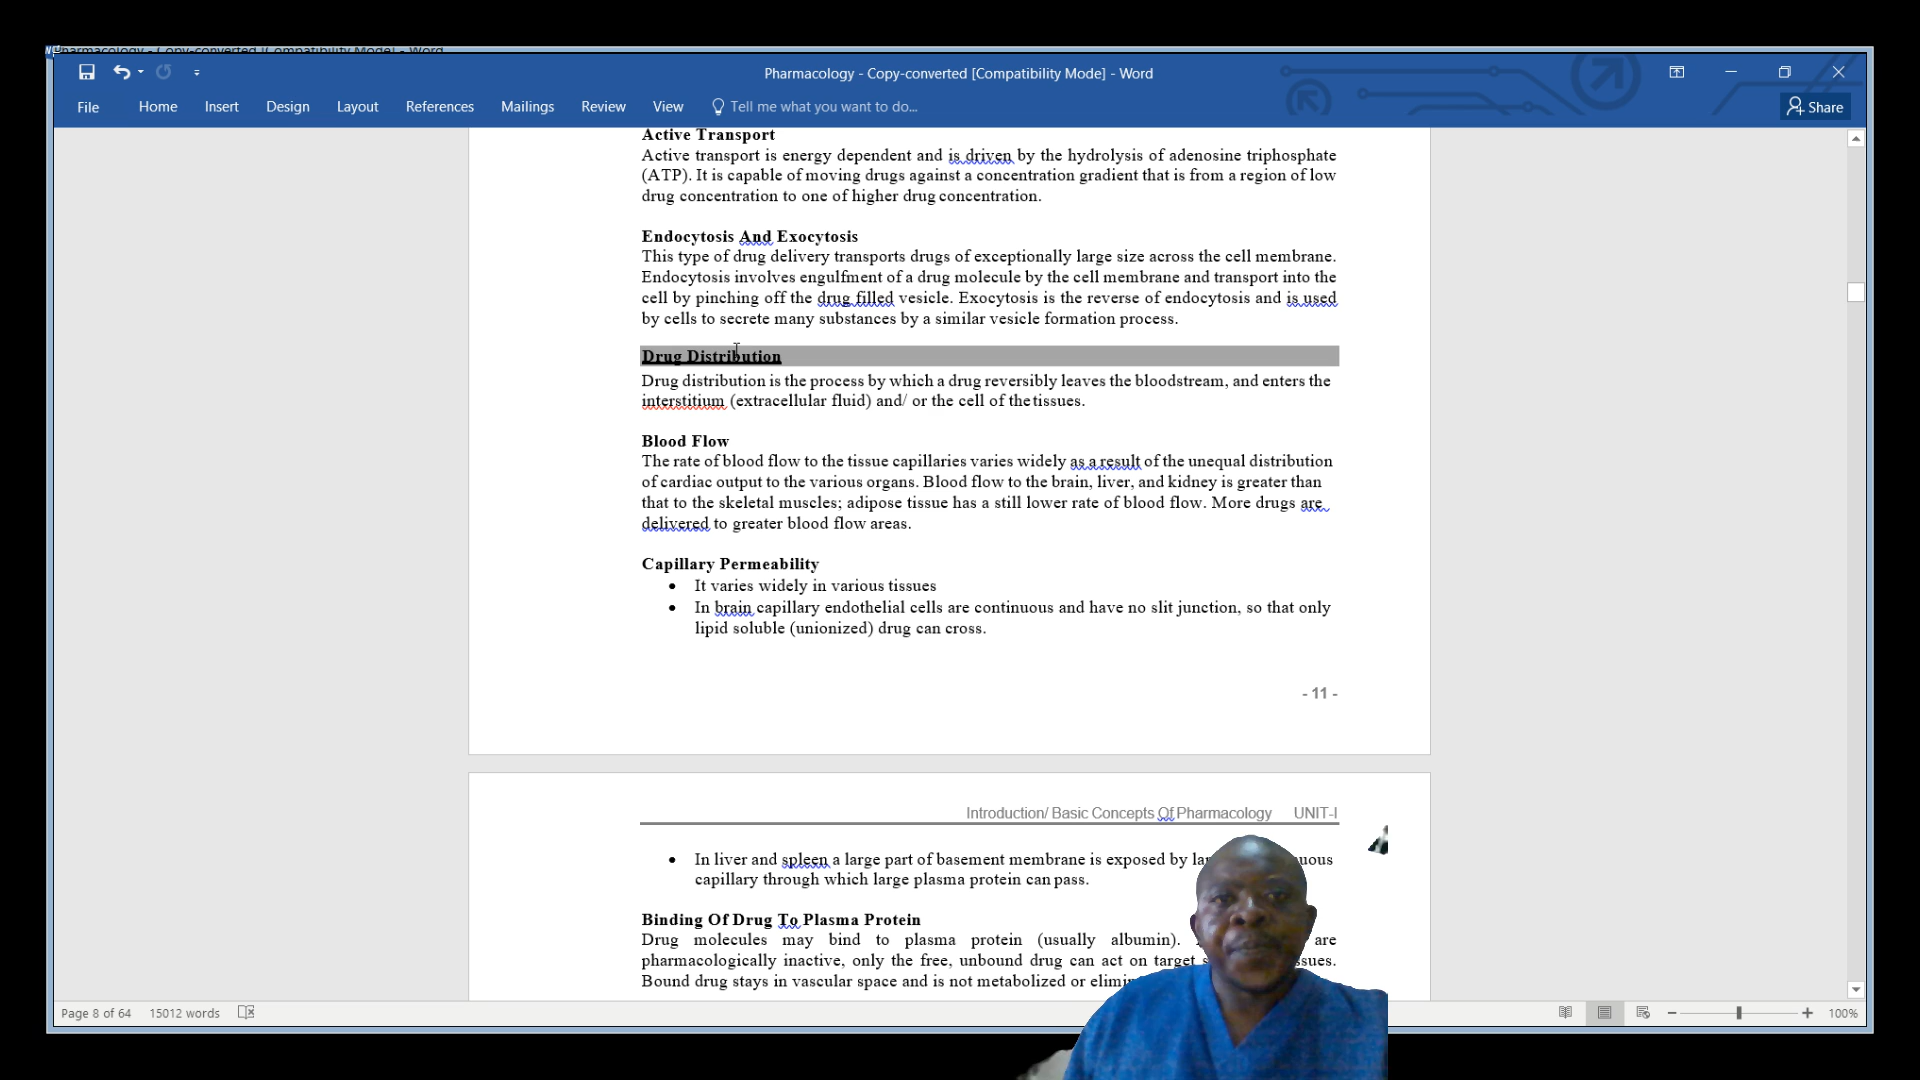 Pharmacology - Copy-converted [Compatibility Mode] - Word
Pharmacology - Copy-converted [Compatibility Mode] - Word
File Home Insert Design Layout References Mailings Review View Tell me what you want to do... Share
Active Transport
Active transport is energy dependent and is driven by the hydrolysis of adenosine triphosphate
(ATP). It is capable of moving drugs against a concentration gradient that is from a region of low
drug concentration to one of higher drug concentration.
Endocytosis And Exocytosis
This type of drug delivery transports drugs of exceptionally large size across the cell membrane.
Endocytosis involves engulfment of a drug molecule by the cell membrane and transport into the
cell by pinching off the drug filled vesicle. Exocytosis is the reverse of endocytosis and is used
by cells to secrete many substances by a similar vesicle formation process.
Drug Distribution
Drug distribution is the process by which a drug reversibly leaves the bloodstream, and enters the
interstitium (extracellular fluid) and/ or the cell of the tissues.
Blood Flow
The rate of blood flow to the tissue capillaries varies widely as a result of the unequal distribution
of cardiac output to the various organs. Blood flow to the brain, liver, and kidney is greater than
that to the skeletal muscles; adipose tissue has a still lower rate of blood flow. More drugs are
delivered to greater blood flow areas.
Capillary Permeability
• It varies widely in various tissues
• In brain capillary endothelial cells are continuous and have no slit junction, so that only
lipid soluble (unionized) drug can cross.
- 11 -
Introduction/ Basic Concepts Of Pharmacology UNIT-I
• In liver and spleen a large part of basement membrane is exposed by
capillary through which large plasma protein can pass.
Binding Of Drug To Plasma Protein
Drug molecules may bind to plasma protein (usually albumin). are
pharmacologically inactive, only the free, unbound drug can act on target
Bound drug stays in vascular space and is not metabolized or
Page 8 of 64 15012 words 100%